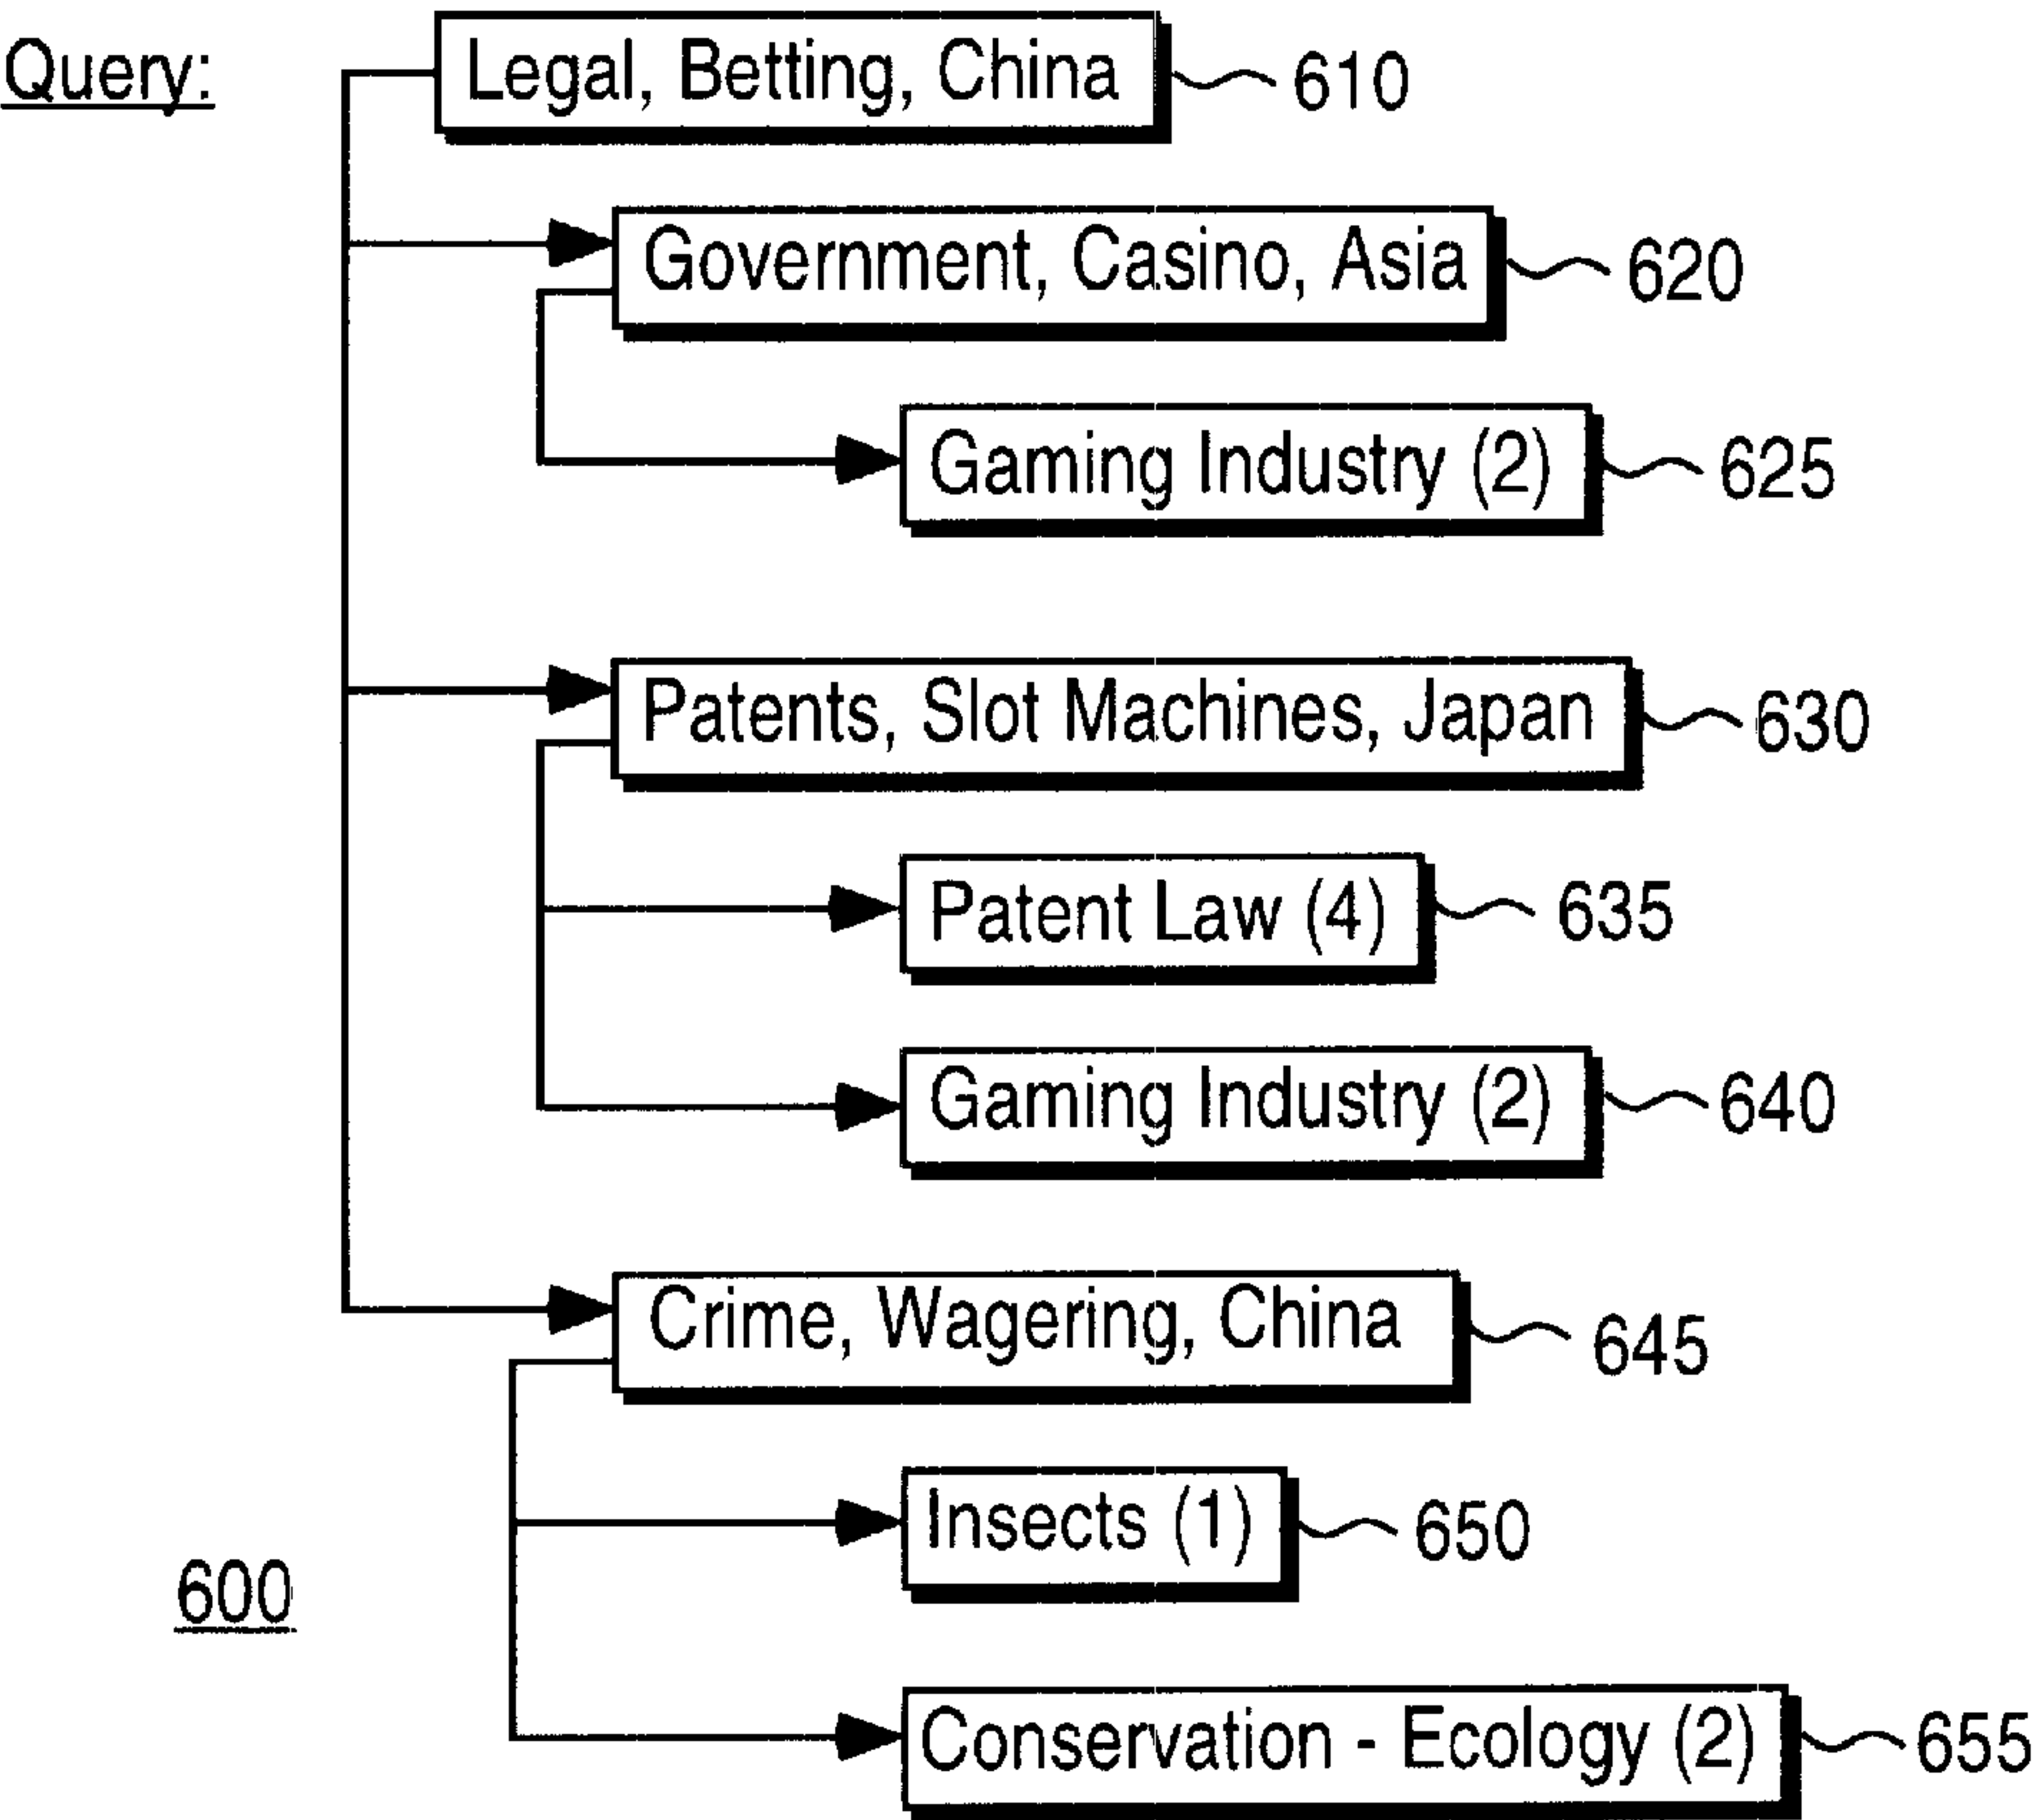 Query:
Legal, Betting, China
610
Government, Casino, Asia
620
Gaming Industry (2)
625
Patents, Slot Machines, Japan
630
Patent Law (4)
635
Gaming Industry (2)
640
Crime, Wagering, China
645
Insects (1)
650
600
Conservation - Ecology (2)
655